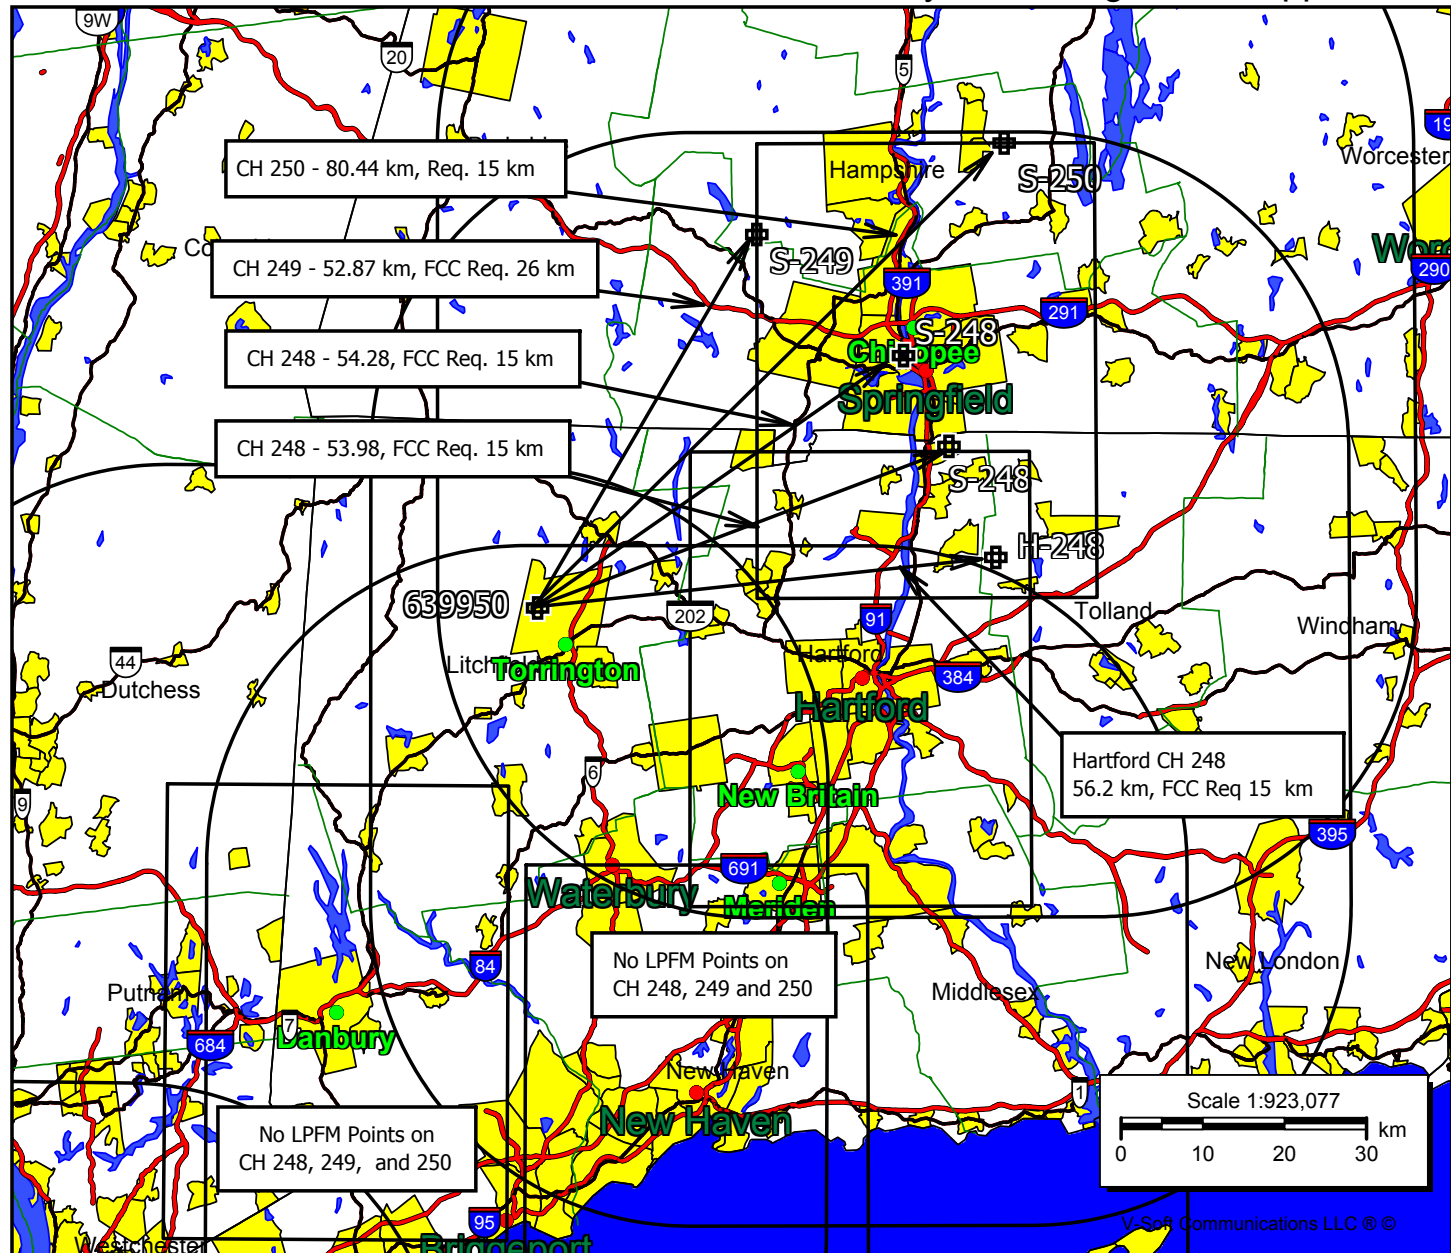 9W
20
5
19
Worcester
CH 250 - 80.44 km, Req. 15 km
Hampshire
S-250
CH 249 - 52.87 km, FCC Req. 26 km
S-249
290
391
291
CH 248 - 54.28, FCC Req. 15 km
S-248
Springfield
CH 248 - 53.98, FCC Req. 15 km
S-248
H-248
639950
202
91
Tolland
Windham
44
Dutchess
Torrington
Hartford
384
Hartford
Hartford CH 248
56.2 km, FCC Req 15  km
6
New Britain
9
395
691
Waterbury
Meriden
84
No LPFM Points on
CH 248, 249 and 250
New London
Putnam
Middlesex
7
Danbury
684
New Haven
1
New Haven
Scale 1:923,077
km
0 10 20 30
No LPFM Points on
CH 248, 249,  and 250
95
V-Soft Communications LLC ® ©
Westchester
Bridgeport